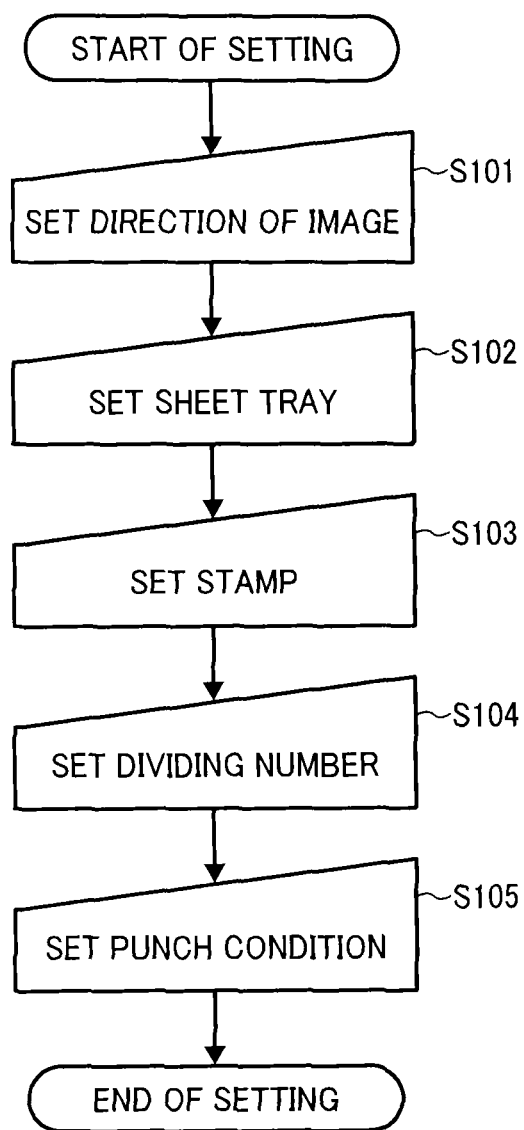 START OF SETTING
S101
SET DIRECTION OF IMAGE
S102
SET SHEET TRAY
S103
SET STAMP
S104
SET DIVIDING NUMBER
S105
SET PUNCH CONDITION
END OF SETTING